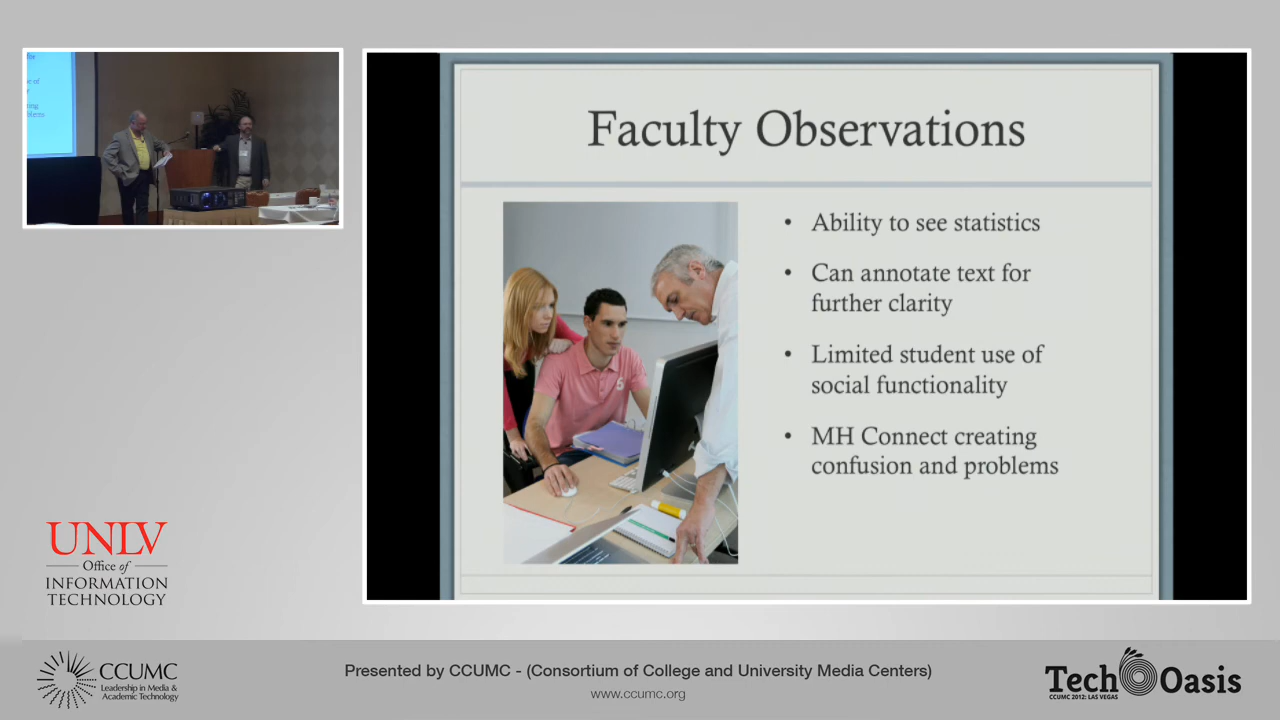 Faculty Observations
• Ability to see statistics
• Can annotate text for
further clarity
• Limited student use of
social functionality
• MH Connect creating
confusion and problems
UNLV
Office of
INFORMATION
TECHNOLOGY
CCUMC
Leadership in Media &
Academic Technology
Presented by CCUMC - (Consortium of College and University Media Centers)
www.ccumc.org
Tech Oasis
CCUMC 2012: LAS VEGAS